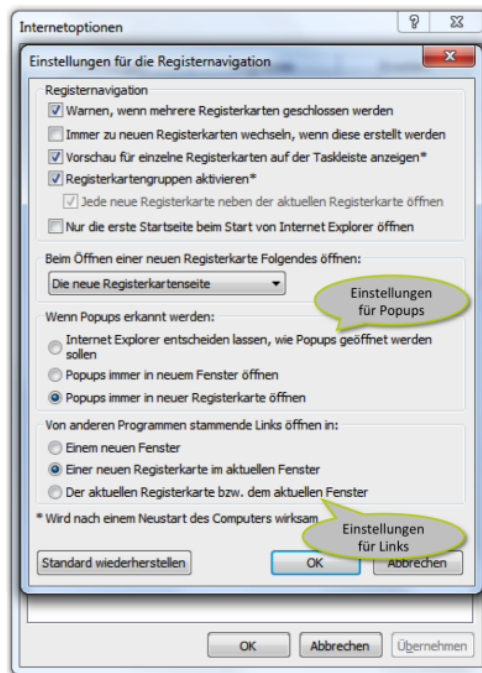 Internetoptionen
Einstellungen für die Registernavigation
Registernavigation
Warnen, wenn mehrere Registerkarten geschlossen werden
Immer zu neuen Registerkarten wechseln, wenn diese erstellt werden
Vorschau für einzelne Registerkarten auf der Taskleiste anzeigen*
Registerkartengruppen aktivieren*
Jede neue Registerkarte neben der aktuellen Registerkarte öffnen
Nur die erste Startseite beim Start von Internet Explorer öffnen
Beim Öffnen einer neuen Registerkarte Folgendes öffnen:
Die neue Registerkartenseite
Einstellungen
für Popups
Wenn Popups erkannt werden:
Internet Explorer entscheiden lassen, wie Popups geöffnet werden
sollen
Popups immer in neuem Fenster öffnen
Popups immer in neuer Registerkarte öffnen
Von anderen Programmen stammende Links öffnen in:
Einem neuen Fenster
Einer neuen Registerkarte im aktuellen Fenster
Der aktuellen Registerkarte bzw. dem aktuellen Fenster
* Wird nach einem Neustart des Computers wirksam
Einstellungen
für Links
Standard wiederherstellen
OK
Abbrechen
OK
Abbrechen
Übernehmen